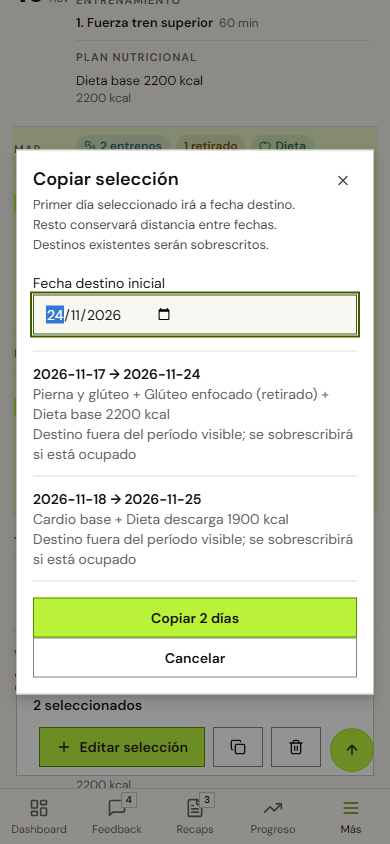 nov
ENTRENAMIENTO
1. Fuerza tren superior 60 min
PLAN NUTRICIONAL
Dieta base 2200 kcal
2200 kcal
MAR
2 entrenos
1 retirado
Dieta
Copiar selección
Primer día seleccionado irá a fecha destino.
Resto conservará distancia entre fechas.
Destinos existentes serán sobrescritos.
Fecha destino inicial
24/11/2026
2026-11-17 → 2026-11-24
Pierna y glúteo + Glúteo enfocado (retirado) +
Dieta base 2200 kcal
Destino fuera del período visible; se sobrescribirá
si está ocupado
2026-11-18 → 2026-11-25
Cardio base + Dieta descarga 1900 kcal
Destino fuera del período visible; se sobrescribirá
si está ocupado
Copiar 2 días
Cancelar
2 seleccionados
+ Editar selección
2200 kcal
4
3
Dashboard
Feedback
Recaps
Progreso
Más